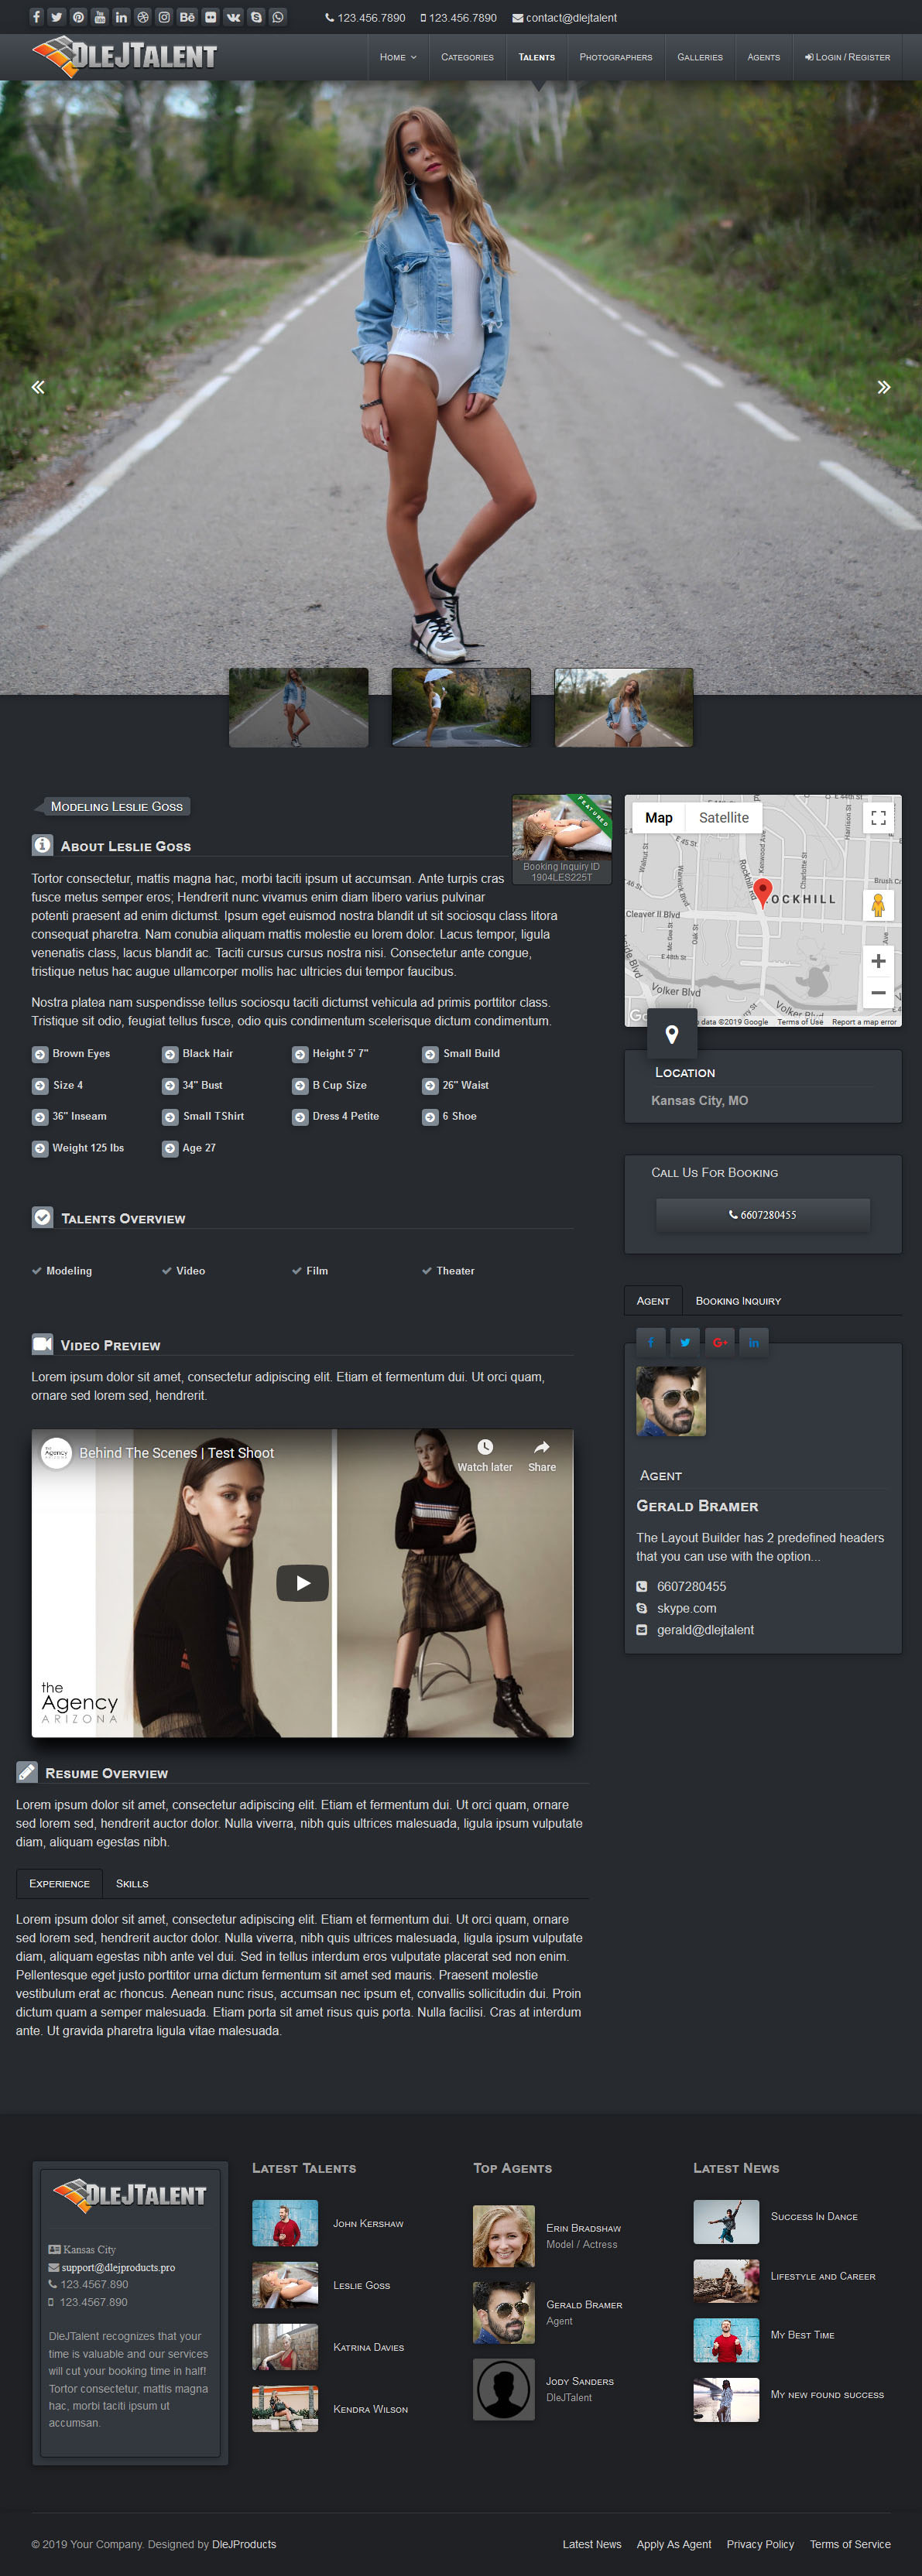 123.456.7890 123.456.7890 contact@dlejtalent
DLEJTALENT
Home Categories Talents Photographers Galleries Agents Login / Register
Modeling Leslie Goss
About Leslie Goss
FEATURED
Booking Inquiry ID
1904LES225T
Tortor consectetur, mattis magna hac, morbi taciti ipsum ut accumsan. Ante turpis cras
fusce metus semper eros; Hendrerit nunc vivamus enim diam libero varius pulvinar
potenti praesent ad enim dictumst. Ipsum eget euismod nostra blandit ut sit sociosqu class litora
consequat pharetra. Nam conubia aliquam mattis molestie eu lorem dolor. Lacus tempor, ligula
venenatis class, lacus blandit ac. Taciti cursus cursus nostra nisi. Consectetur ante congue,
tristique netus hac augue ullamcorper mollis hac ultricies dui tempor faucibus.
Nostra platea nam suspendisse tellus sociosqu taciti dictumst vehicula ad primis porttitor class.
Tristique sit odio, feugiat tellus fusce, odio quis condimentum scelerisque dictum condimentum.
Brown Eyes Black Hair Height 5' 7" Small Build
Size 4 34" Bust B Cup Size 26" Waist
36" Inseam Small TShirt Dress 4 Petite 6 Shoe
Weight 125 lbs Age 27
Talents Overview
Modeling Video Film Theater
Video Preview
Lorem ipsum dolor sit amet, consectetur adipiscing elit. Etiam et fermentum dui. Ut orci quam,
ornare sed lorem sed, hendrerit.
the
Agency
ARIZONA
Behind The Scenes | Test Shoot
Watch later Share
the
Agency
ARIZONA
Resume Overview
Lorem ipsum dolor sit amet, consectetur adipiscing elit. Etiam et fermentum dui. Ut orci quam, ornare
sed lorem sed, hendrerit auctor dolor. Nulla viverra, nibh quis ultrices malesuada, ligula ipsum vulputate
diam, aliquam egestas nibh.
Experience Skills
Lorem ipsum dolor sit amet, consectetur adipiscing elit. Etiam et fermentum dui. Ut orci quam, ornare
sed lorem sed, hendrerit auctor dolor. Nulla viverra, nibh quis ultrices malesuada, ligula ipsum vulputate
diam, aliquam egestas nibh ante vel dui. Sed in tellus interdum eros vulputate placerat sed non enim.
Pellentesque eget justo porttitor urna dictum fermentum sit amet sed mauris. Praesent molestie
vestibulum erat ac rhoncus. Aenean nunc risus, accumsan nec ipsum et, convallis sollicitudin dui. Proin
dictum quam a semper malesuada. Etiam porta sit amet risus quis porta. Nulla facilisi. Cras at interdum
ante. Ut gravida pharetra ligula vitae malesuada.
Map Satellite
E 45 St
Walnut St
Warwick Blvd
Rockhill Rd
Kenwood Ave
Charlotte St
Harrison St
Brush C
OCKHILL
Cleaver II Blvd
Mc Gee St
Oak St
E 48th St
Volker Blvd
Volker Blvd
data ©2019 Google Terms of Use Report a map error
Location
Kansas City, MO
Call Us For Booking
6607280455
Agent Booking Inquiry
Agent
Gerald Bramer
The Layout Builder has 2 predefined headers
that you can use with the option...
6607280455
skype.com
gerald@dlejtalent
DLEJTALENT
Kansas City
support@dlejproducts.pro
123.4567.890
123.4567.890
DleJTalent recognizes that your
time is valuable and our services
will cut your booking time in half!
Tortor consectetur, mattis magna
hac, morbi taciti ipsum ut
accumsan.
Latest Talents
John Kershaw
Leslie Goss
Katrina Davies
Kendra Wilson
Top Agents
Erin Bradshaw
Model / Actress
Gerald Bramer
Agent
Jody Sanders
DleJTalent
Latest News
Success In Dance
Lifestyle and Career
My Best Time
My new found success
© 2019 Your Company. Designed by DleJProducts
Latest News Apply As Agent Privacy Policy Terms of Service